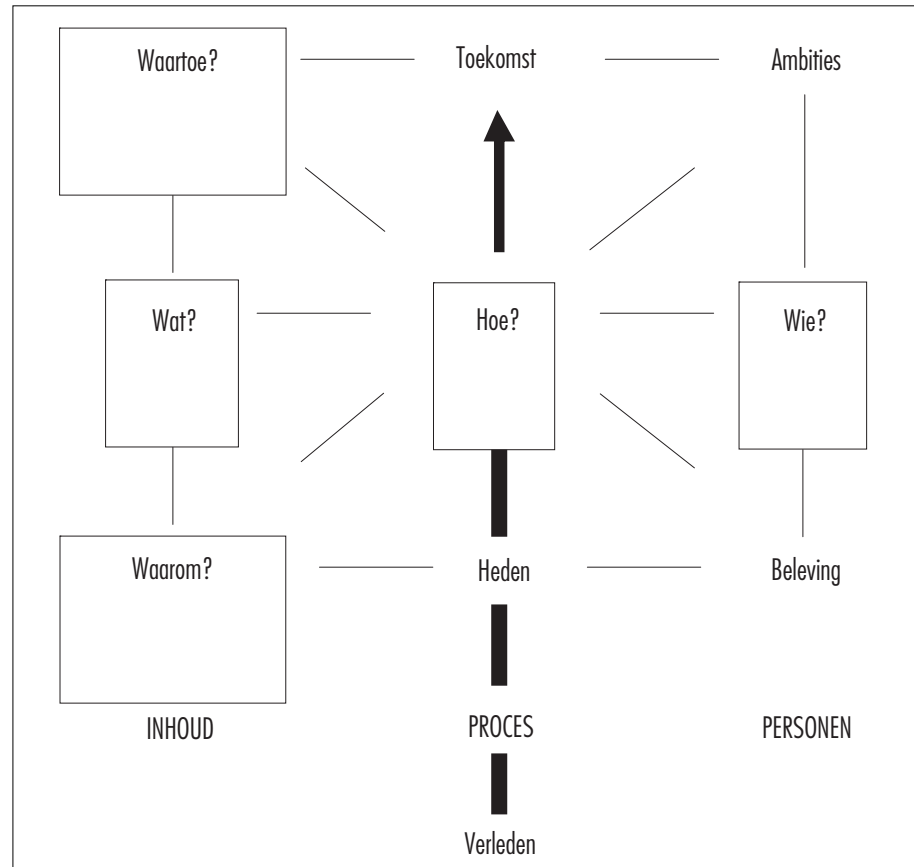 Waartoe?
Toekomst
Ambities
Wat?
Hoe?
Wie?
Waarom?
Heden
Beleving
INHOUD
PROCES
PERSONEN
Verleden